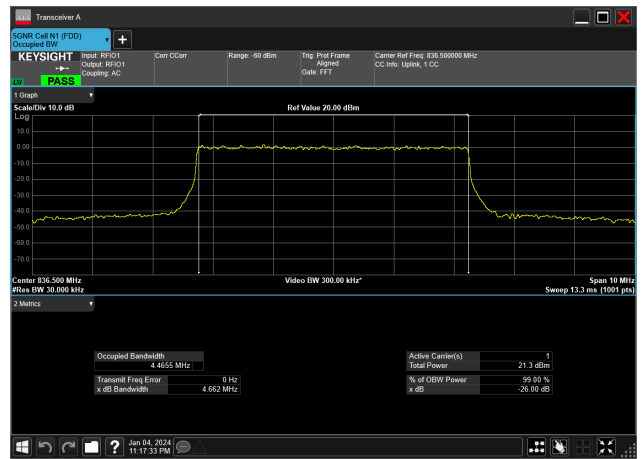 Transceiver A
5GNR Cell N1 (FDD)
Occupied BW
KEYSIGHT
PASS
Input: RFIO1
Output: RFIO1
Coupling: AC
Corr CCorr
Range: -60 dBm
Trig: Prot Frame
Aligned
Gate: FFT
Carrier Ref Freq: 836.500000 MHz
CC Info: Uplink, 1 CC
1 Graph
Scale/Div 10.0 dB
Ref Value 20.00 dBm
Log
10.0
0.00
-10.0
-20.0
-30.0
-40.0
-50.0
-60.0
-70.0
Center 836.500 MHz
Video BW 300.00 kHz*
Span 10 MHz
#Res BW 30.000 kHz
Sweep 13.3 ms (1001 pts)
2 Metrics
Occupied Bandwidth
4.4655 MHz
Transmit Freq Error 0 Hz
x dB Bandwidth 4.662 MHz
Active Carrier(s) 1
Total Power 21.3 dBm
% of OBW Power 99.00 %
x dB -26.00 dB
?
Jan 04, 2024
11:17:33 PM